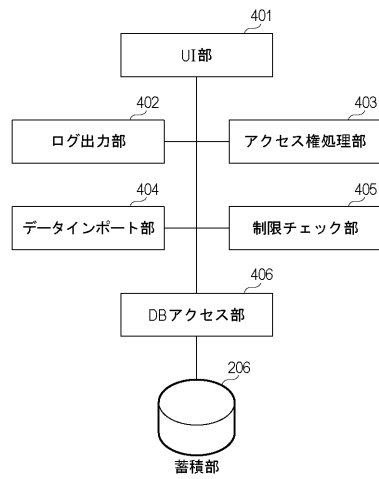 401
UI部
402
ログ出力部
403
アクセス権処理部
404
データインポート部
405
制限チェック部
406
DBアクセス部
206
蓄積部